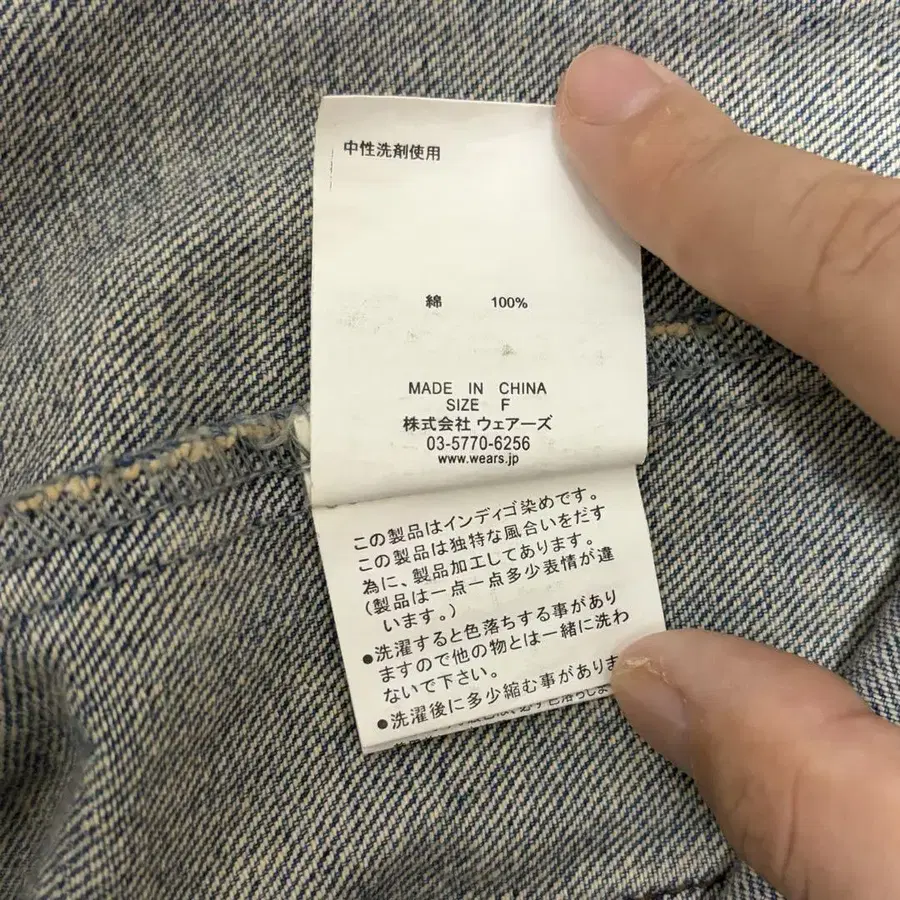 中性洗剤使用
綿 100%
MADE IN CHINA
SIZE F
株式会社 ウェアーズ
03-5770-6256
www.wears.jp
この製品はインディゴ染めです。
この製品は独特な風合いをだす
為に、製品加工してあります。
(製品は一点一点多少表情が違
います。)
●洗濯すると色落ちする事があり
ますので他の物とは一緒に洗わ
ないで下さい。
●洗濯後に多少縮む事がありま